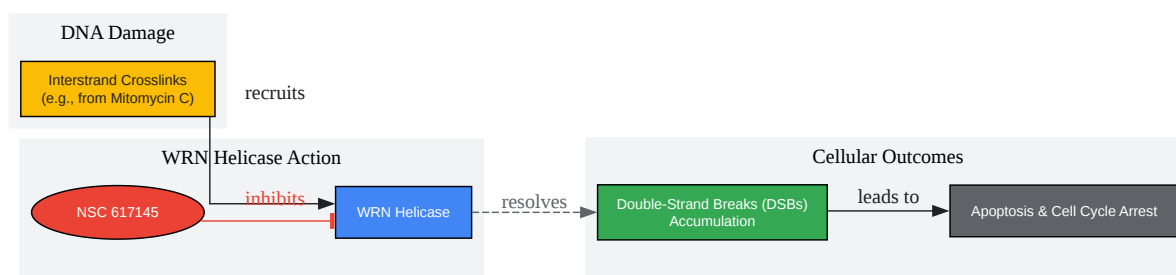 DNA Damage
Interstrand Crosslinks
(e.g., from Mitomycin C)
recruits
WRN Helicase Action
Cellular Outcomes
NSC 617145
inhibits
WRN Helicase
resolves
Double-Strand Breaks (DSBs)
Accumulation
leads to
Apoptosis & Cell Cycle Arrest